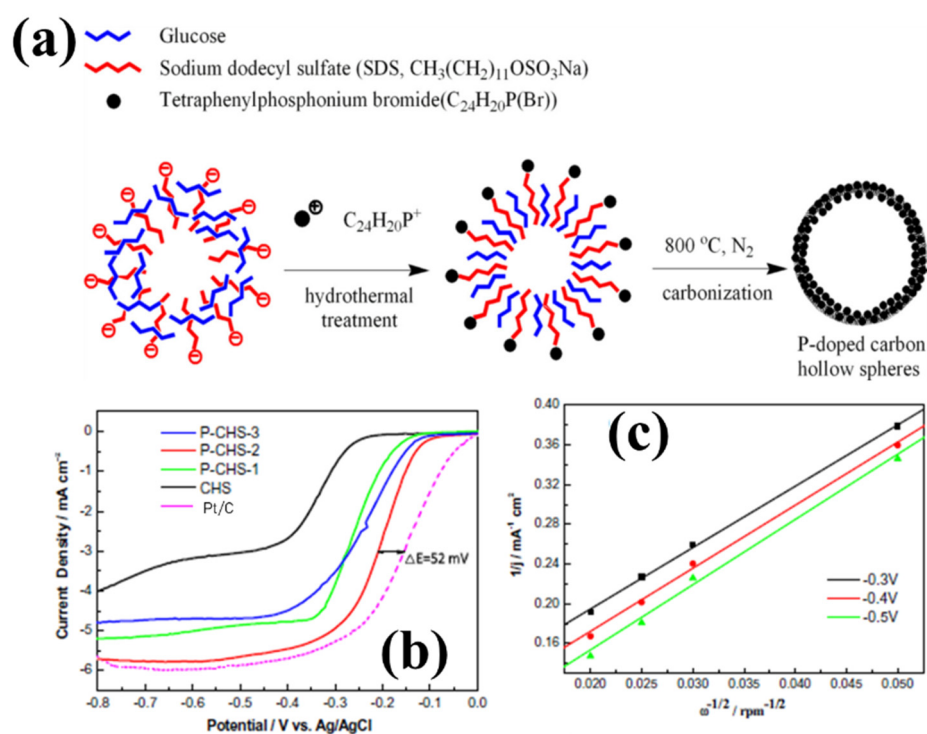 (a)
Glucose
Sodium dodecyl sulfate (SDS, CH3(CH2)11OSO3Na)
Tetraphenylphosphonium bromide(C24H20P(Br))
C24H20P+
hydrothermal
treatment
800 °C, N2
carbonization
P-doped carbon
hollow spheres
(b)
P-CHS-3
P-CHS-2
P-CHS-1
CHS
Pt/C
△E=52 mV
Current Density / mA cm-2
0
-1
-2
-3
-4
-5
-6
-0.8 -0.7 -0.6 -0.5 -0.4 -0.3 -0.2 -0.1 0.0
Potential / V vs. Ag/AgCl
(c)
1/j / mA-1 cm2
0.40
0.36
0.32
0.28
0.24
0.20
0.16
-0.3V
-0.4V
-0.5V
0.020 0.025 0.030 0.035 0.040 0.045 0.050
ω-1/2 / rpm-1/2